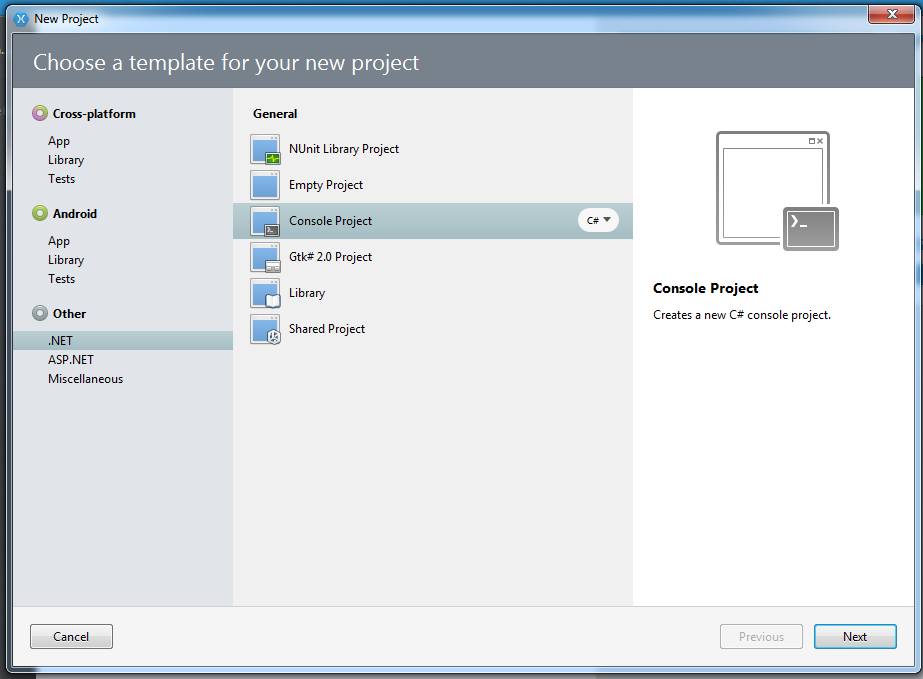 New Project
Choose a template for your new project
Cross-platform
App
Library
Tests
Android
App
Library
Tests
Other
.NET
ASP.NET
Miscellaneous
General
NUnit Library Project
Empty Project
Console Project
C#
Gtk# 2.0 Project
Library
Shared Project
Console Project
Creates a new C# console project.
Cancel
Previous
Next